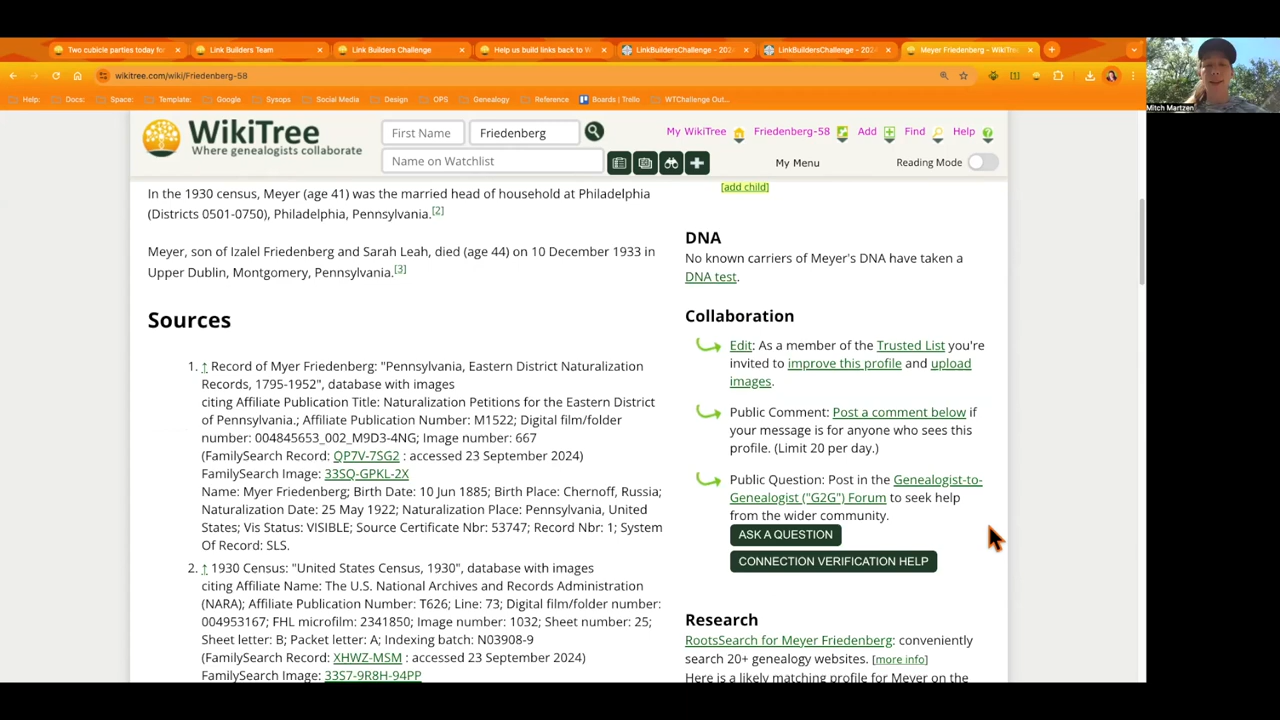 Two cubicle parties today for
Link Builders Team
Link Builders Challenge
Help us build links back to W
LinkBuildersChallenge - 202
LinkBuildersChallenge - 202
Meyer Friedenberg - WikiTre
wikitree.com/wiki/Friedenberg-58
Help:
Docs:
Space:
Template:
Google
Sysops
Social Media
Design
OPS
Genealogy
Reference
Boards | Trello
WTChallenge Out...
Mitch Martzen
WikiTree
Where genealogists collaborate
First Name
Friedenberg
Name on Watchlist
My WikiTree
Friedenberg-58
Add
Find
Help
My Menu
Reading Mode
In the 1930 census, Meyer (age 41) was the married head of household at Philadelphia
(Districts 0501-0750), Philadelphia, Pennsylvania.[2]
Meyer, son of Izalel Friedenberg and Sarah Leah, died (age 44) on 10 December 1933 in
Upper Dublin, Montgomery, Pennsylvania.[3]
Sources
1. ↑ Record of Myer Friedenberg: "Pennsylvania, Eastern District Naturalization
Records, 1795-1952", database with images
citing Affiliate Publication Title: Naturalization Petitions for the Eastern District
of Pennsylvania.; Affiliate Publication Number: M1522; Digital film/folder
number: 004845653_002_M9D3-4NG; Image number: 667
(FamilySearch Record: QP7V-7SG2 : accessed 23 September 2024)
FamilySearch Image: 33SQ-GPKL-2X
Name: Myer Friedenberg; Birth Date: 10 Jun 1885; Birth Place: Chernoff, Russia;
Naturalization Date: 25 May 1922; Naturalization Place: Pennsylvania, United
States; Vis Status: VISIBLE; Source Certificate Nbr: 53747; Record Nbr: 1; System
Of Record: SLS.
2. ↑ 1930 Census: "United States Census, 1930", database with images
citing Affiliate Name: The U.S. National Archives and Records Administration
(NARA); Affiliate Publication Number: T626; Line: 73; Digital film/folder number:
004953167; FHL microfilm: 2341850; Image number: 1032; Sheet number: 25;
Sheet letter: B; Packet letter: A; Indexing batch: N03908-9
(FamilySearch Record: XHWZ-MSM : accessed 23 September 2024)
FamilySearch Image: 33S7-9R8H-94PP
[add child]
DNA
No known carriers of Meyer's DNA have taken a
DNA test.
Collaboration
Edit: As a member of the Trusted List you're
invited to improve this profile and upload
images.
Public Comment: Post a comment below if
your message is for anyone who sees this
profile. (Limit 20 per day.)
Public Question: Post in the Genealogist-to-
Genealogist ("G2G") Forum to seek help
from the wider community.
ASK A QUESTION
CONNECTION VERIFICATION HELP
Research
RootsSearch for Meyer Friedenberg: conveniently
search 20+ genealogy websites. [more info]
Here is a likely matching profile for Meyer on the